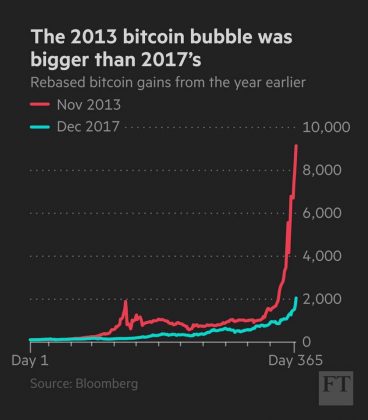 The 2013 bitcoin bubble was
bigger than 2017's
Rebased bitcoin gains from the year earlier
Nov 2013
Dec 2017
10,000
8,000
6,000
4,000
2,000
0
Day 1
Day 365
Source: Bloomberg
FT